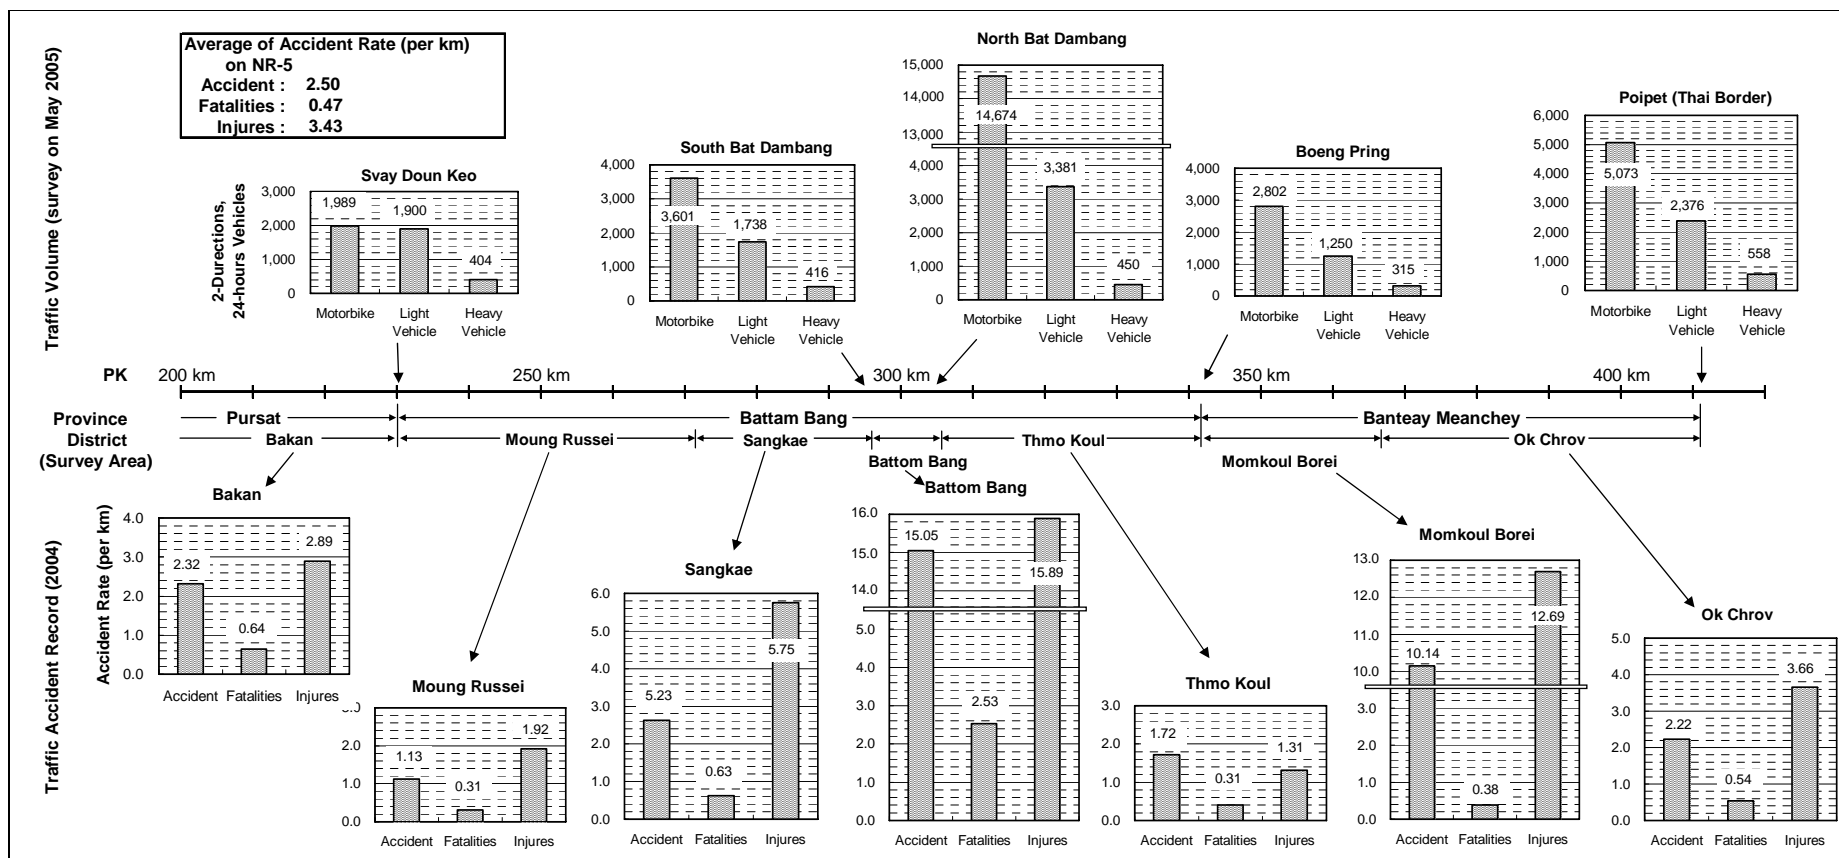 Traffic Volume (survey on May 2005)
Average of Accident Rate (per km)
on NR-5
Accident : 2.50
Fatalities : 0.47
Injures : 3.43
2-Durections,
24-hours Vehicles
Svay Doun Keo
3,000
2,000
1,000
0
1,989
1,900
404
Motorbike
Light
Vehicle
Heavy
Vehicle
South Bat Dambang
4,000
3,000
2,000
1,000
0
3,601
1,738
416
Motorbike
Light
Vehicle
Heavy
Vehicle
North Bat Dambang
15,000
14,000
13,000
4,000
3,000
2,000
1,000
0
14,674
3,381
450
Motorbike
Light
Vehicle
Heavy
Vehicle
Boeng Pring
4,000
3,000
2,000
1,000
0
2,802
1,250
315
Motorbike
Light
Vehicle
Heavy
Vehicle
Poipet (Thai Border)
6,000
5,000
4,000
3,000
2,000
1,000
0
5,073
2,376
558
Motorbike
Light
Vehicle
Heavy
Vehicle
PK 200 km 250 km 300 km 350 km 400 km
Province Pursat Battam Bang Banteay Meanchey
District Bakan Moung Russei Sangkae Thmo Koul Ok Chrov
(Survey Area) Battom Bang Momkoul Borei
Traffic Accident Record (2004)
Accident Rate (per km)
Bakan
4.0
3.0
2.0
1.0
0.0
2.32
0.64
2.89
Accident Fatalities Injures
Moung Russei
3.0
2.0
1.0
0.0
1.13
0.31
1.92
Accident Fatalities Injures
Sangkae
6.0
5.0
4.0
3.0
2.0
1.0
0.0
5.23
0.63
5.75
Accident Fatalities Injures
Battom Bang
16.0
15.0
14.0
5.0
4.0
3.0
2.0
1.0
0.0
15.05
2.53
15.89
Accident Fatalities Injures
Thmo Koul
3.0
2.0
1.0
0.0
1.72
0.31
1.31
Accident Fatalities Injures
Momkoul Borei
13.0
12.0
11.0
10.0
3.0
2.0
1.0
0.0
10.14
0.38
12.69
Accident Fatalities Injures
Ok Chrov
5.0
4.0
3.0
2.0
1.0
0.0
2.22
0.54
3.66
Accident Fatalities Injures